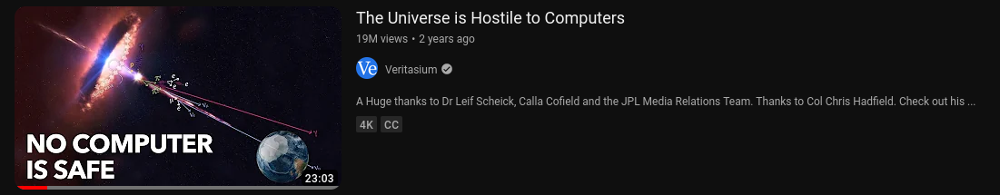 The Universe is Hostile to Computers
19M views • 2 years ago
Ve Veritasium
A Huge thanks to Dr Leif Scheick, Calla Cofield and the JPL Media Relations Team. Thanks to Col Chris Hadfield. Check out his ...
4K CC
NO COMPUTER
IS SAFE
23:03